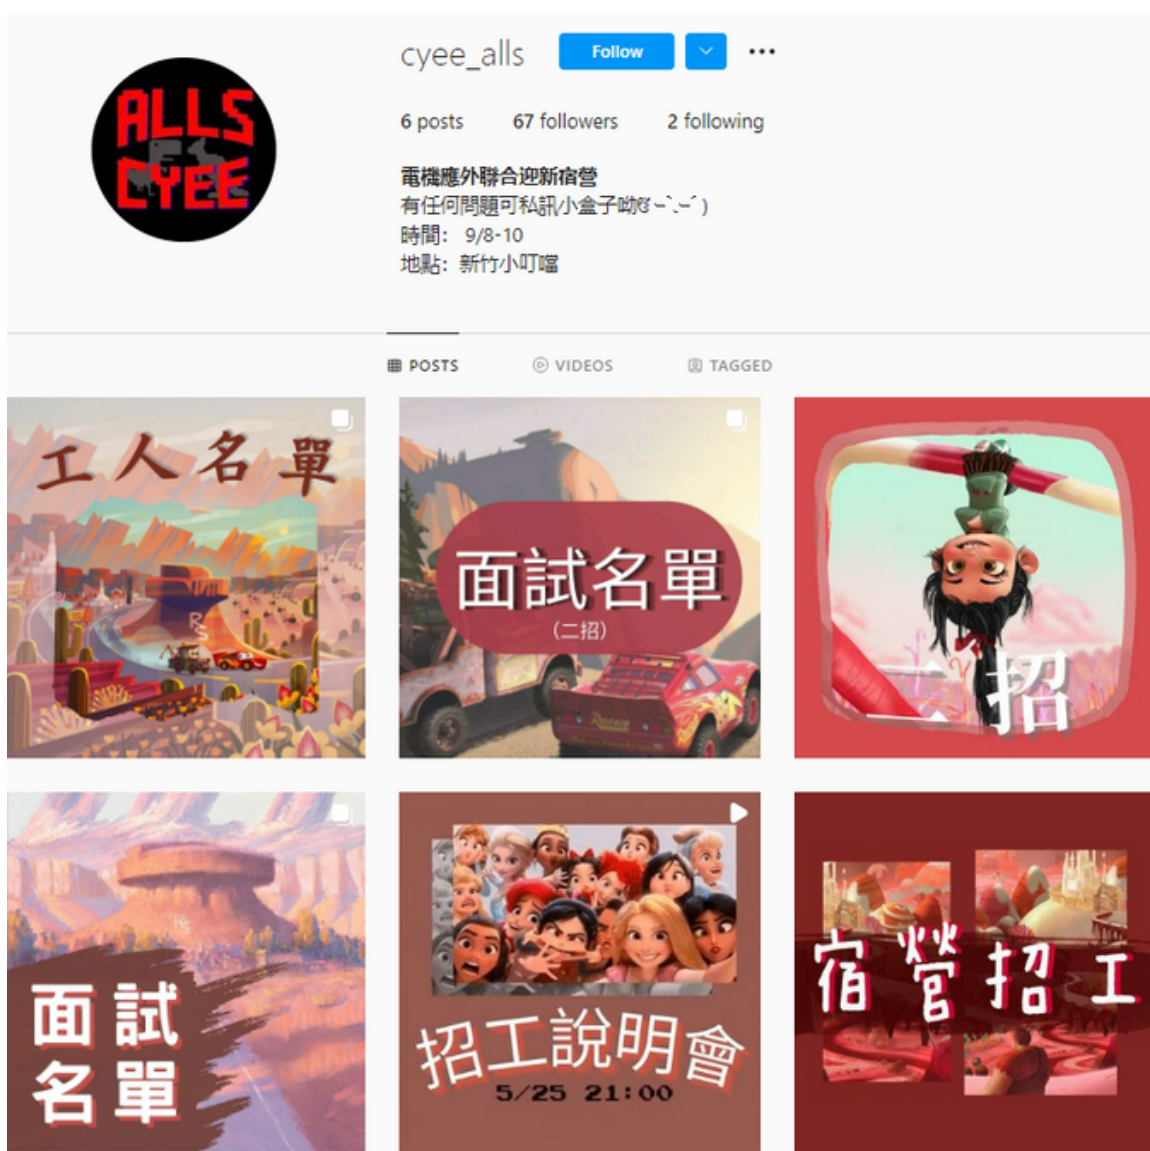 ALLS
CYEE
cyee_alls
Follow
6 posts 67 followers 2 following
電機應外聯合迎新宿營
有任何問題可私訊小盒子呦
時間： 9/8-10
地點：新竹小叮噹
POSTS VIDEOS TAGGED
工人名單
RS
面試名單
(二招)
二招
面試
名單
RS
招工說明會
5/25 21:00
宿營招工